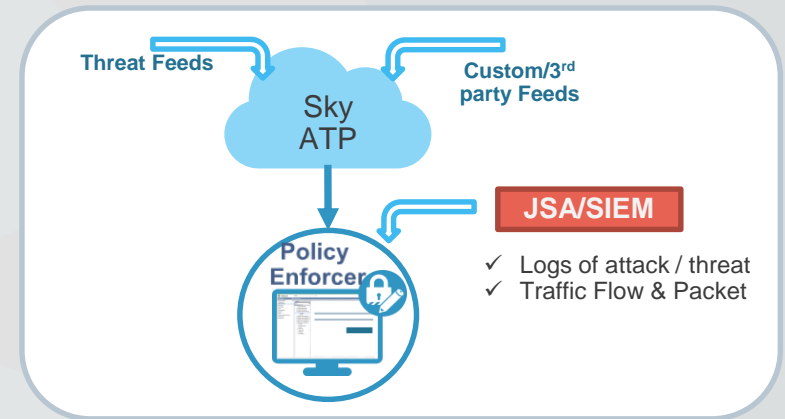 Threat Feeds
Custom/3rd
party Feeds
Sky
ATP
JSA/SIEM
Policy
Enforcer
✓ Logs of attack / threat
✓ Traffic Flow & Packet